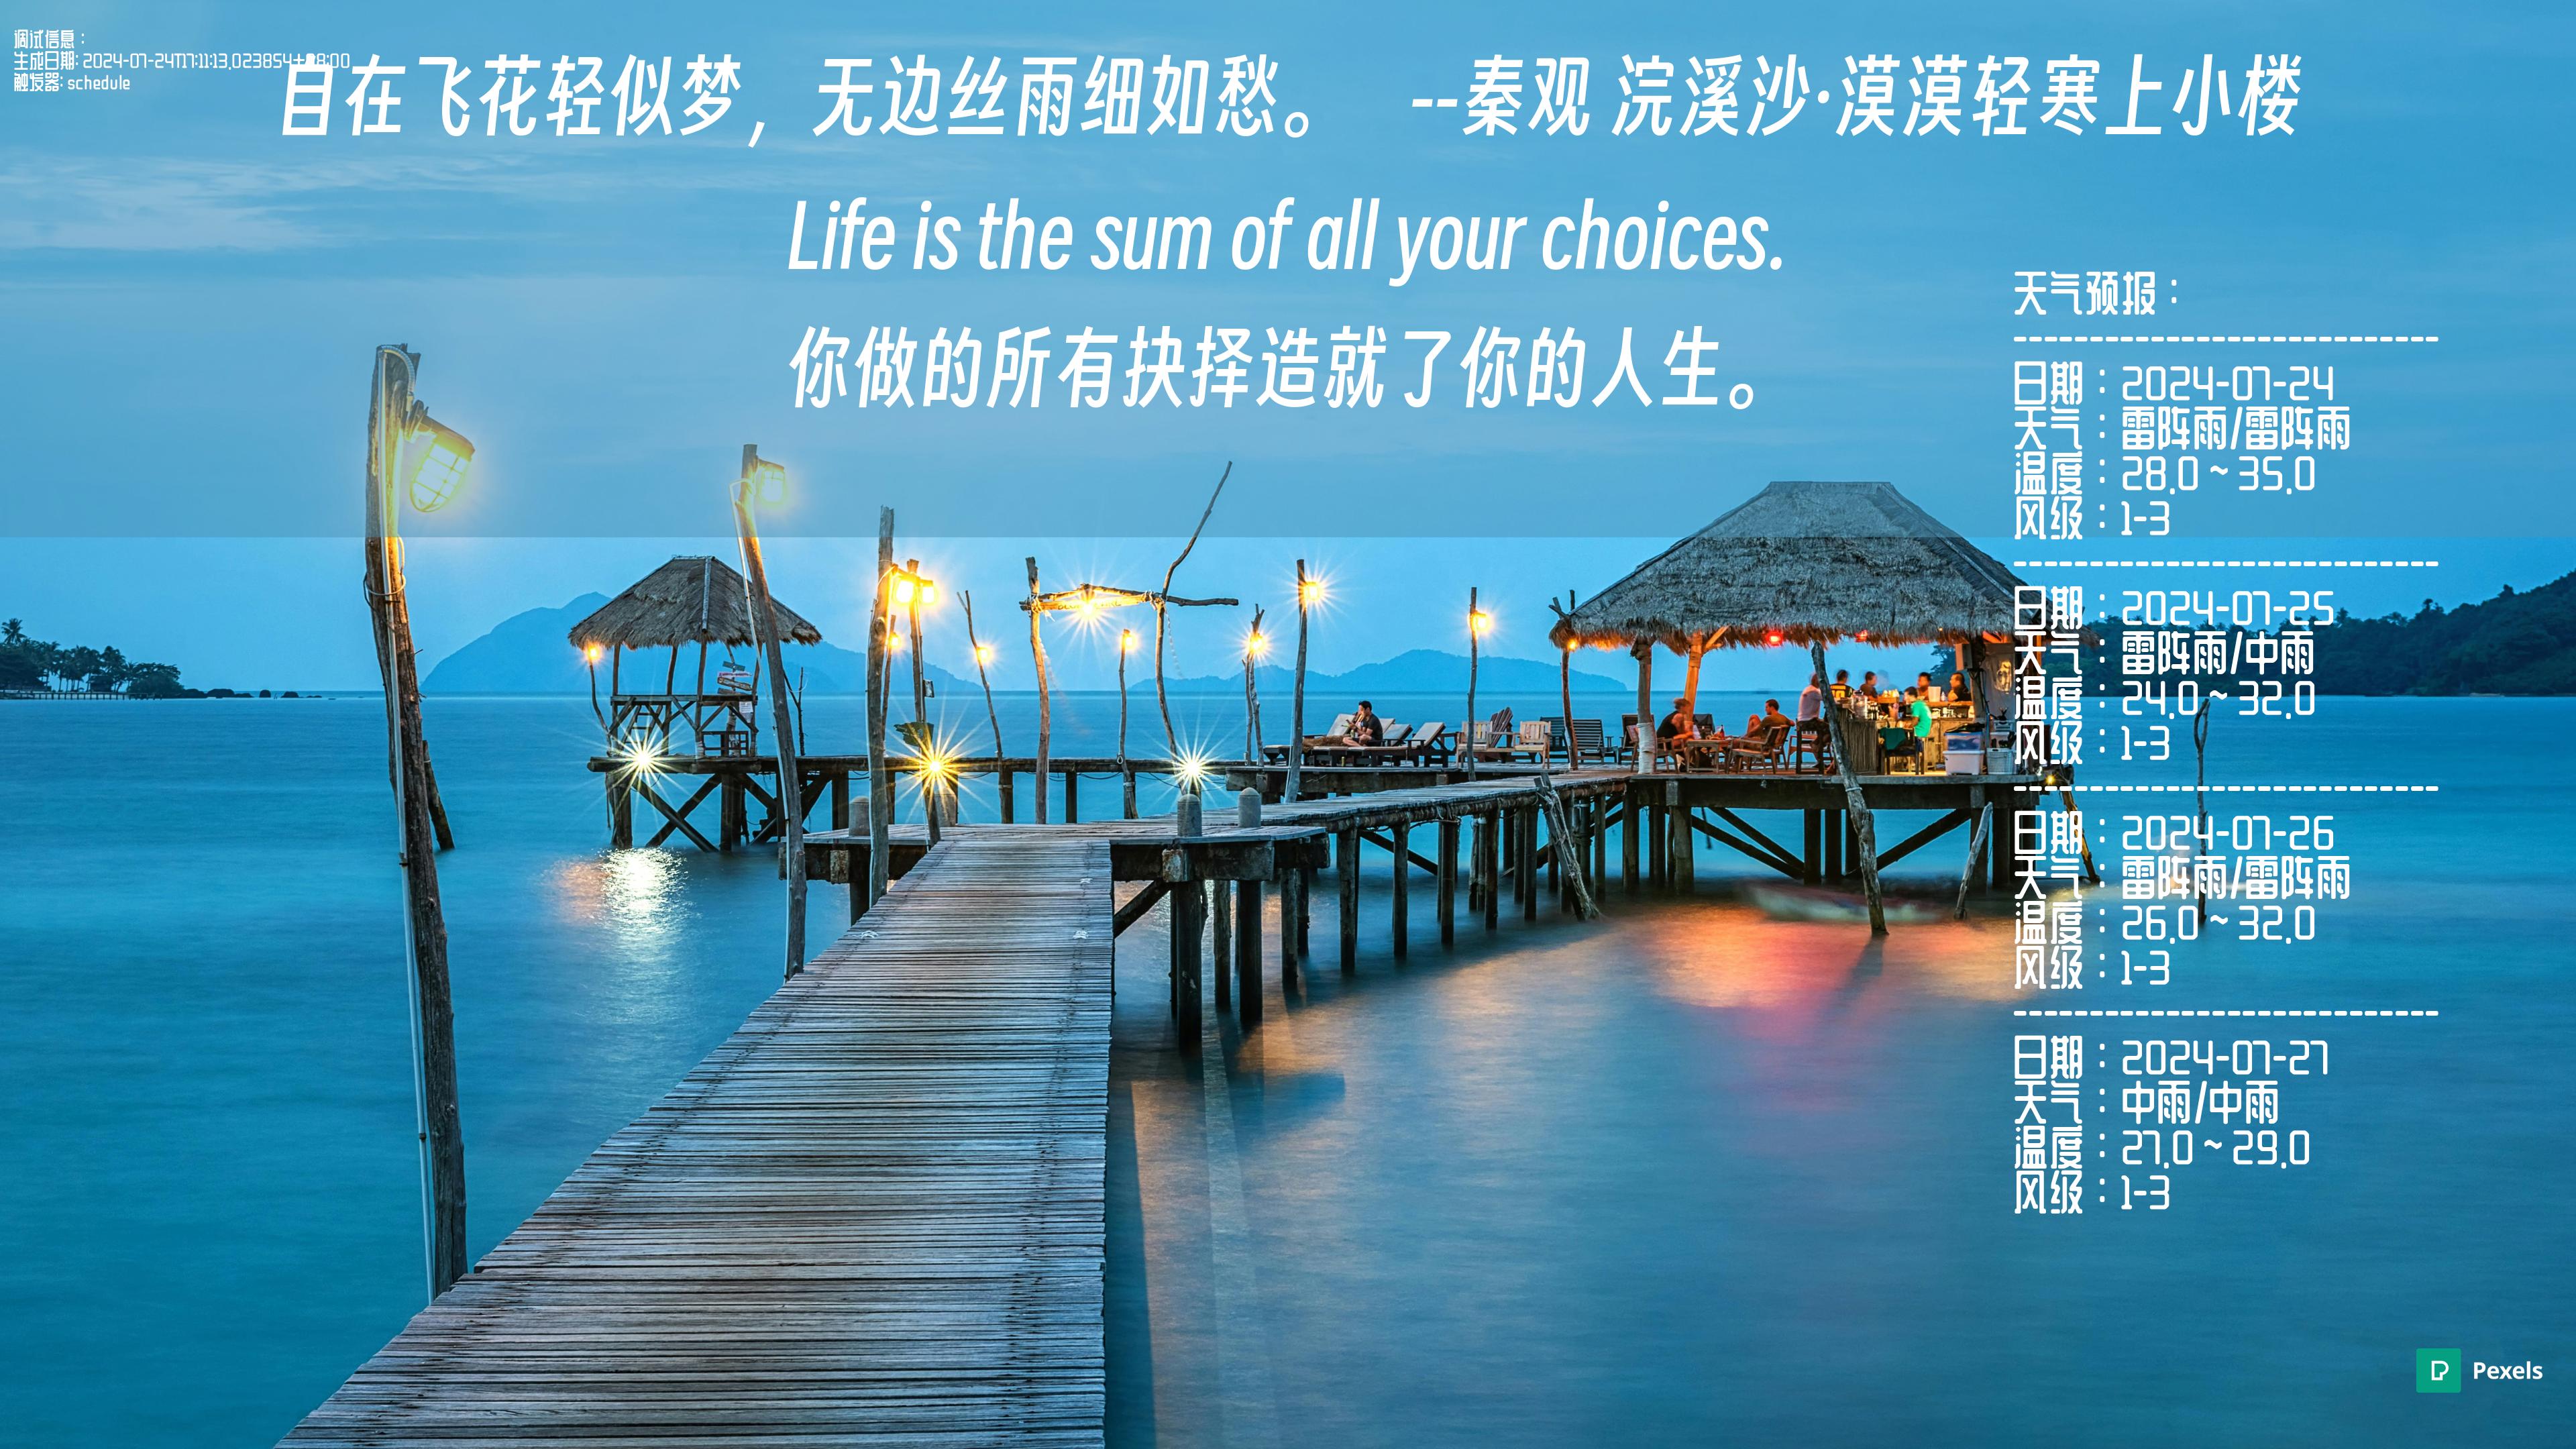 调试信息：
生成日期: 2024-07-24T17:11:13.023854+08:00
触发器: schedule
自在飞花轻似梦，无边丝雨细如愁。 --秦观 浣溪沙·漠漠轻寒上小楼
Life is the sum of all your choices.
你做的所有抉择造就了你的人生。
天气预报：
----------------------------
日期：2024-07-24
天气：雷阵雨/雷阵雨
温度：28.0 ~ 35.0
风级：1-3
----------------------------
日期：2024-07-25
天气：雷阵雨/中雨
温度：24.0 ~ 32.0
风级：1-3
----------------------------
日期：2024-07-26
天气：雷阵雨/雷阵雨
温度：26.0 ~ 32.0
风级：1-3
----------------------------
日期：2024-07-27
天气：中雨/中雨
温度：27.0 ~ 29.0
风级：1-3
Pexels